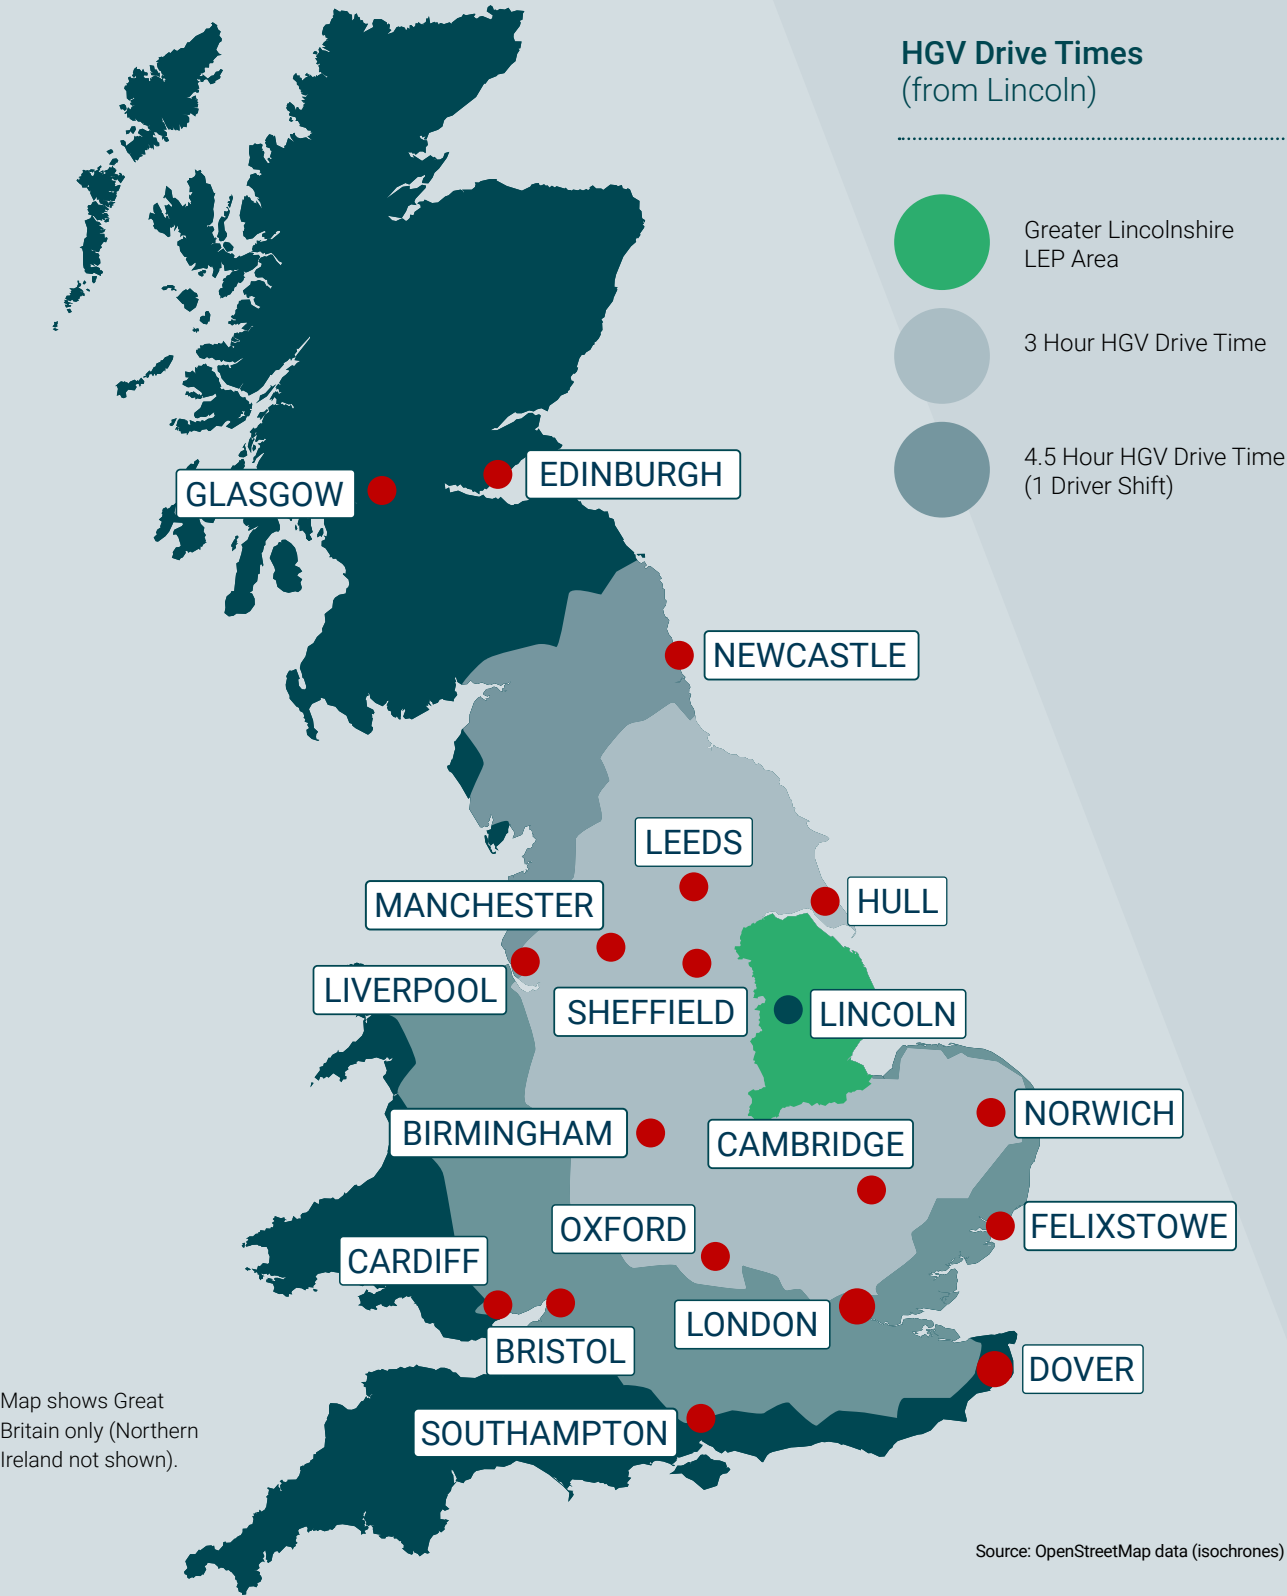 HGV Drive Times
(from Lincoln)
Greater Lincolnshire
LEP Area
3 Hour HGV Drive Time
4.5 Hour HGV Drive Time
(1 Driver Shift)
EDINBURGH
GLASGOW
NEWCASTLE
LEEDS
MANCHESTER
HULL
LIVERPOOL
SHEFFIELD
LINCOLN
NORWICH
BIRMINGHAM
CAMBRIDGE
OXFORD
FELIXSTOWE
CARDIFF
LONDON
BRISTOL
DOVER
SOUTHAMPTON
Map shows Great
Britain only (Northern
Ireland not shown).
Source: OpenStreetMap data (isochrones)